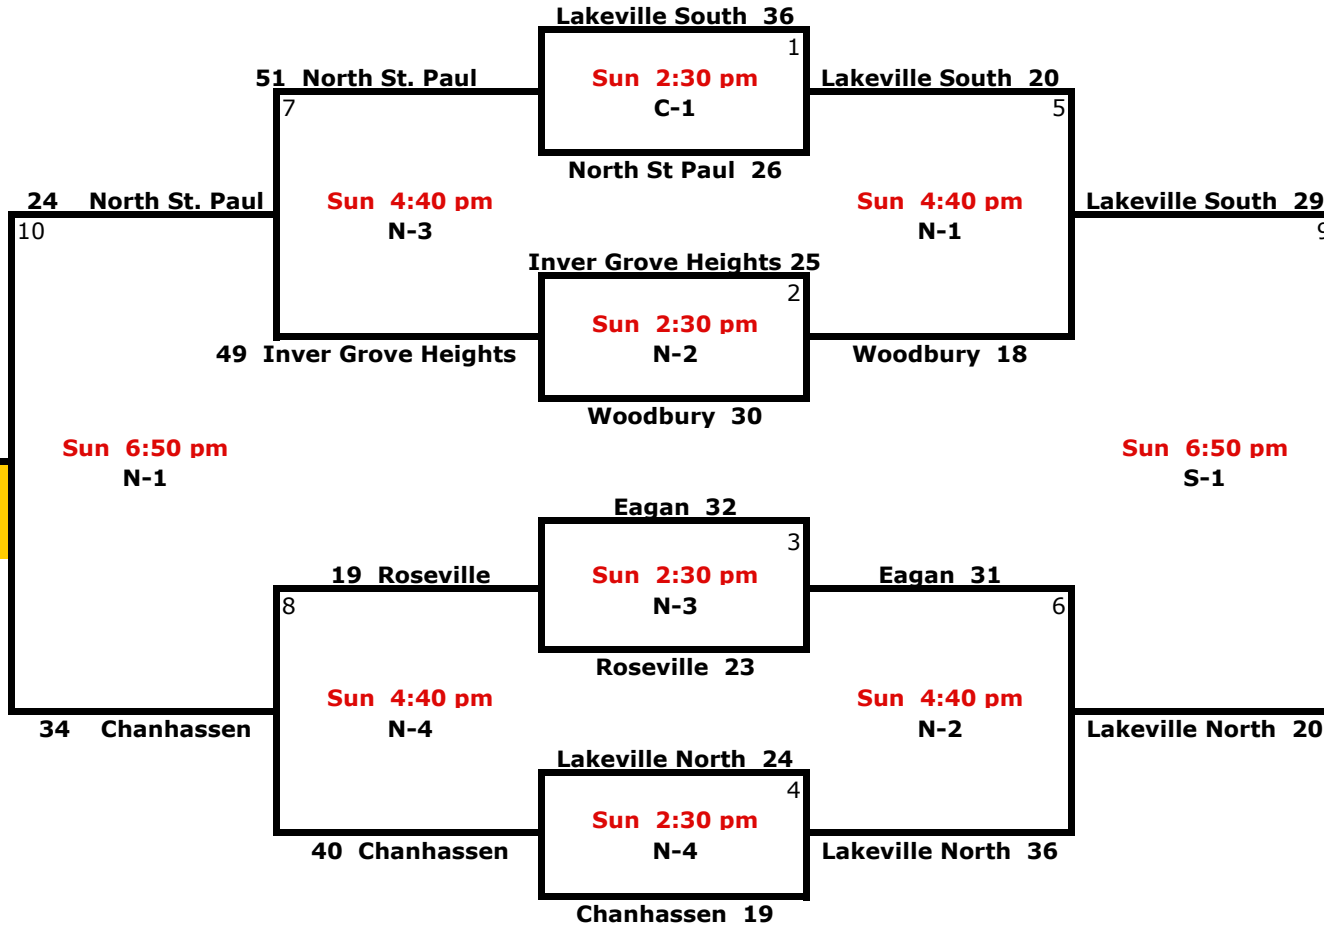 Lakeville South 36
1
51 North St. Paul
Sun 2:30 pm
Lakeville South 20
7
C-1
5
North St Paul 26
24 North St. Paul
Sun 4:40 pm
Sun 4:40 pm
Lakeville South 29
10
N-3
N-1
9
Inver Grove Heights 25
2
Sun 2:30 pm
49 Inver Grove Heights
N-2
Woodbury 18
Woodbury 30
Sun 6:50 pm
Sun 6:50 pm
N-1
S-1
Eagan 32
3
19 Roseville
Sun 2:30 pm
Eagan 31
8
N-3
6
Roseville 23
Sun 4:40 pm
Sun 4:40 pm
34 Chanhassen
N-4
N-2
Lakeville North 20
Lakeville North 24
4
Sun 2:30 pm
40 Chanhassen
N-4
Lakeville North 36
Chanhassen 19